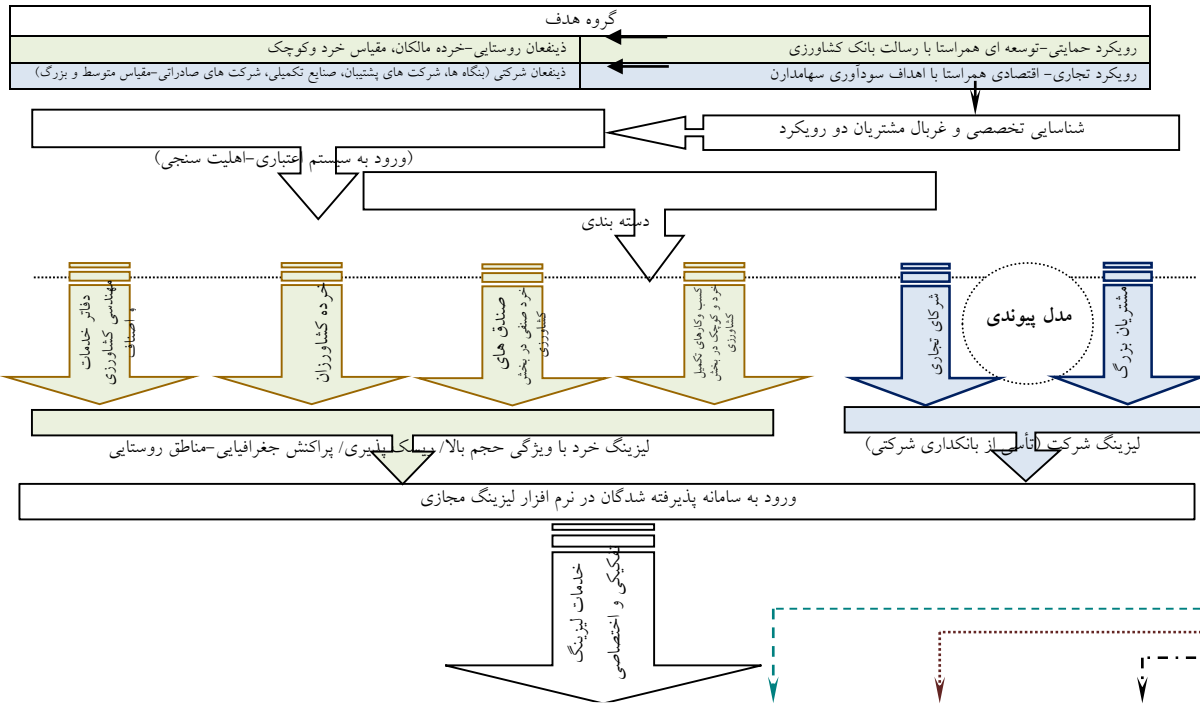 گروه هدف
رویکرد حمایتی-توسعه ای همراستا با رسالت بانک کشاورزی
ذینفعان روستایی-خرده مالکان، مقیاس خرد وکوچک
رویکرد تجاری- اقتصادی همراستا با اهداف سودآوری سهامدارن
ذینفعان شرکتی (بنگاه ها، شرکت های پشتیبان، صنایع تکمیلی، شرکت های صادراتی-مقیاس متوسط و بزرگ)
شناسایی تخصصی و غربال مشتریان دو رویکرد
(ورود به سیستم اعتباری-اهلیت سنجی)
دسته بندی
مشتریان بزرگ
مدل پیوندی
شرکای تجاری
کسب وکارهای تکمیل
خرد و کوچک در بخش
کشاورزی
صندق های
خرد صنفی در بخش
کشاورزی
خرده کشاورزان
دفاتر خدمات
مهندسی کشاورزی
و اصناف
لیزینگ شرکت (تأسی از بانکداری شرکتی)
لیزینگ خرد با ویژگی حجم بالا/ ریسک پذیری/ پراکنش جغرافیایی-مناطق روستایی
ورود به سامانه پذیرفته شدگان در نرم افزار لیزینگ مجازی
خدمات لیزینگ
تفکیکی و اختصاصی